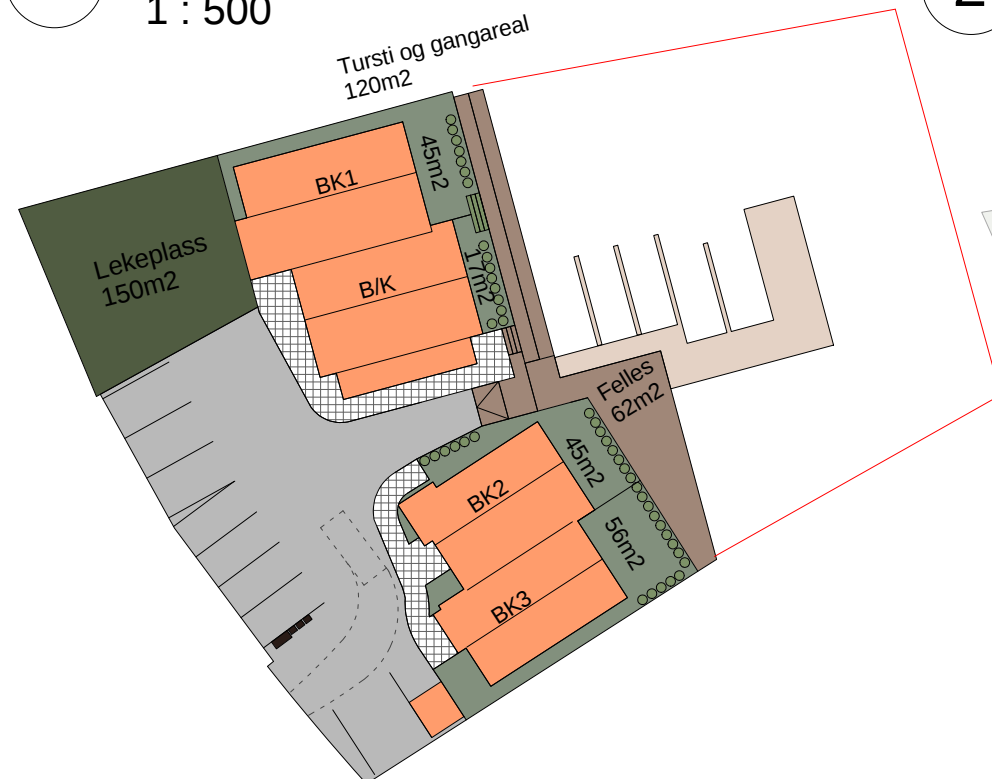 1 : 500
Tursti og gangareal
120m2
45m2
BK1
Lekeplass
150m2
17m2
B/K
Felles
62m2
45m2
BK2
56m2
BK3